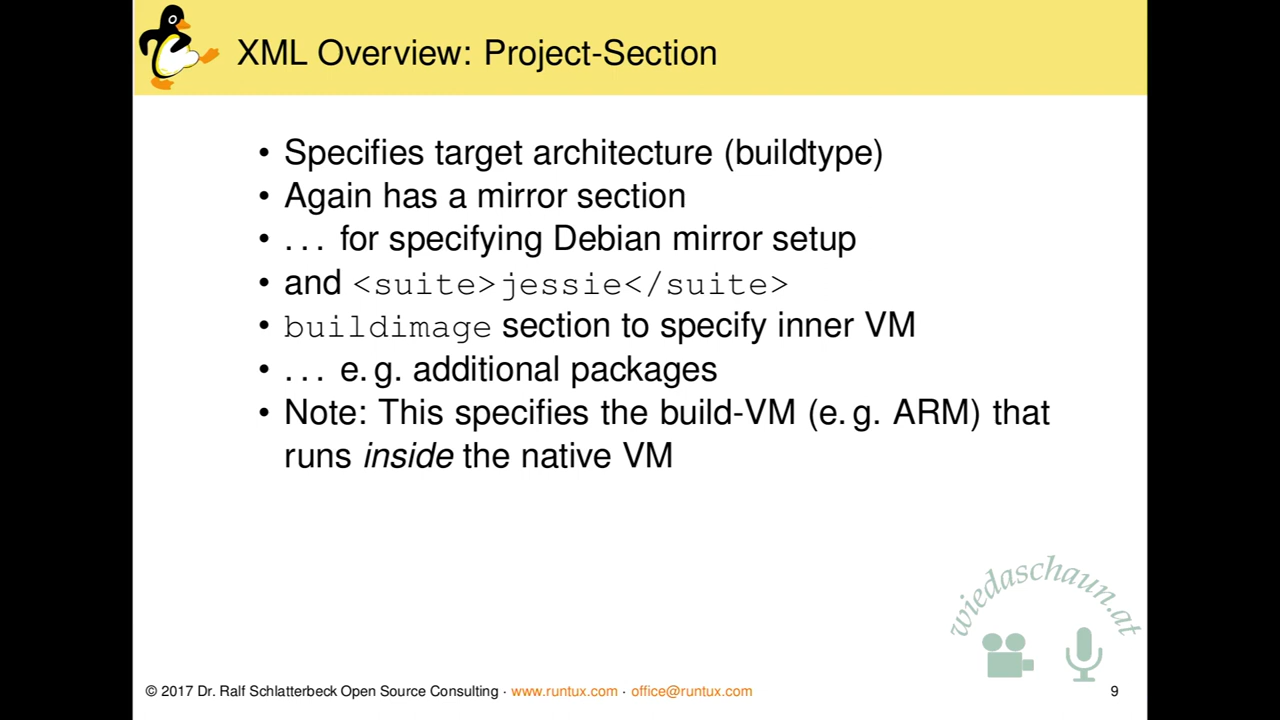 XML Overview: Project-Section
• Specifies target architecture (buildtype)
• Again has a mirror section
• ... for specifying Debian mirror setup
• and <suite>jessie</suite>
• buildimage section to specify inner VM
• ... e. g. additional packages
• Note: This specifies the build-VM (e. g. ARM) that
runs inside the native VM
wiedaschaun.at
© 2017 Dr. Ralf Schlatterbeck Open Source Consulting · www.runtux.com · office@runtux.com
9